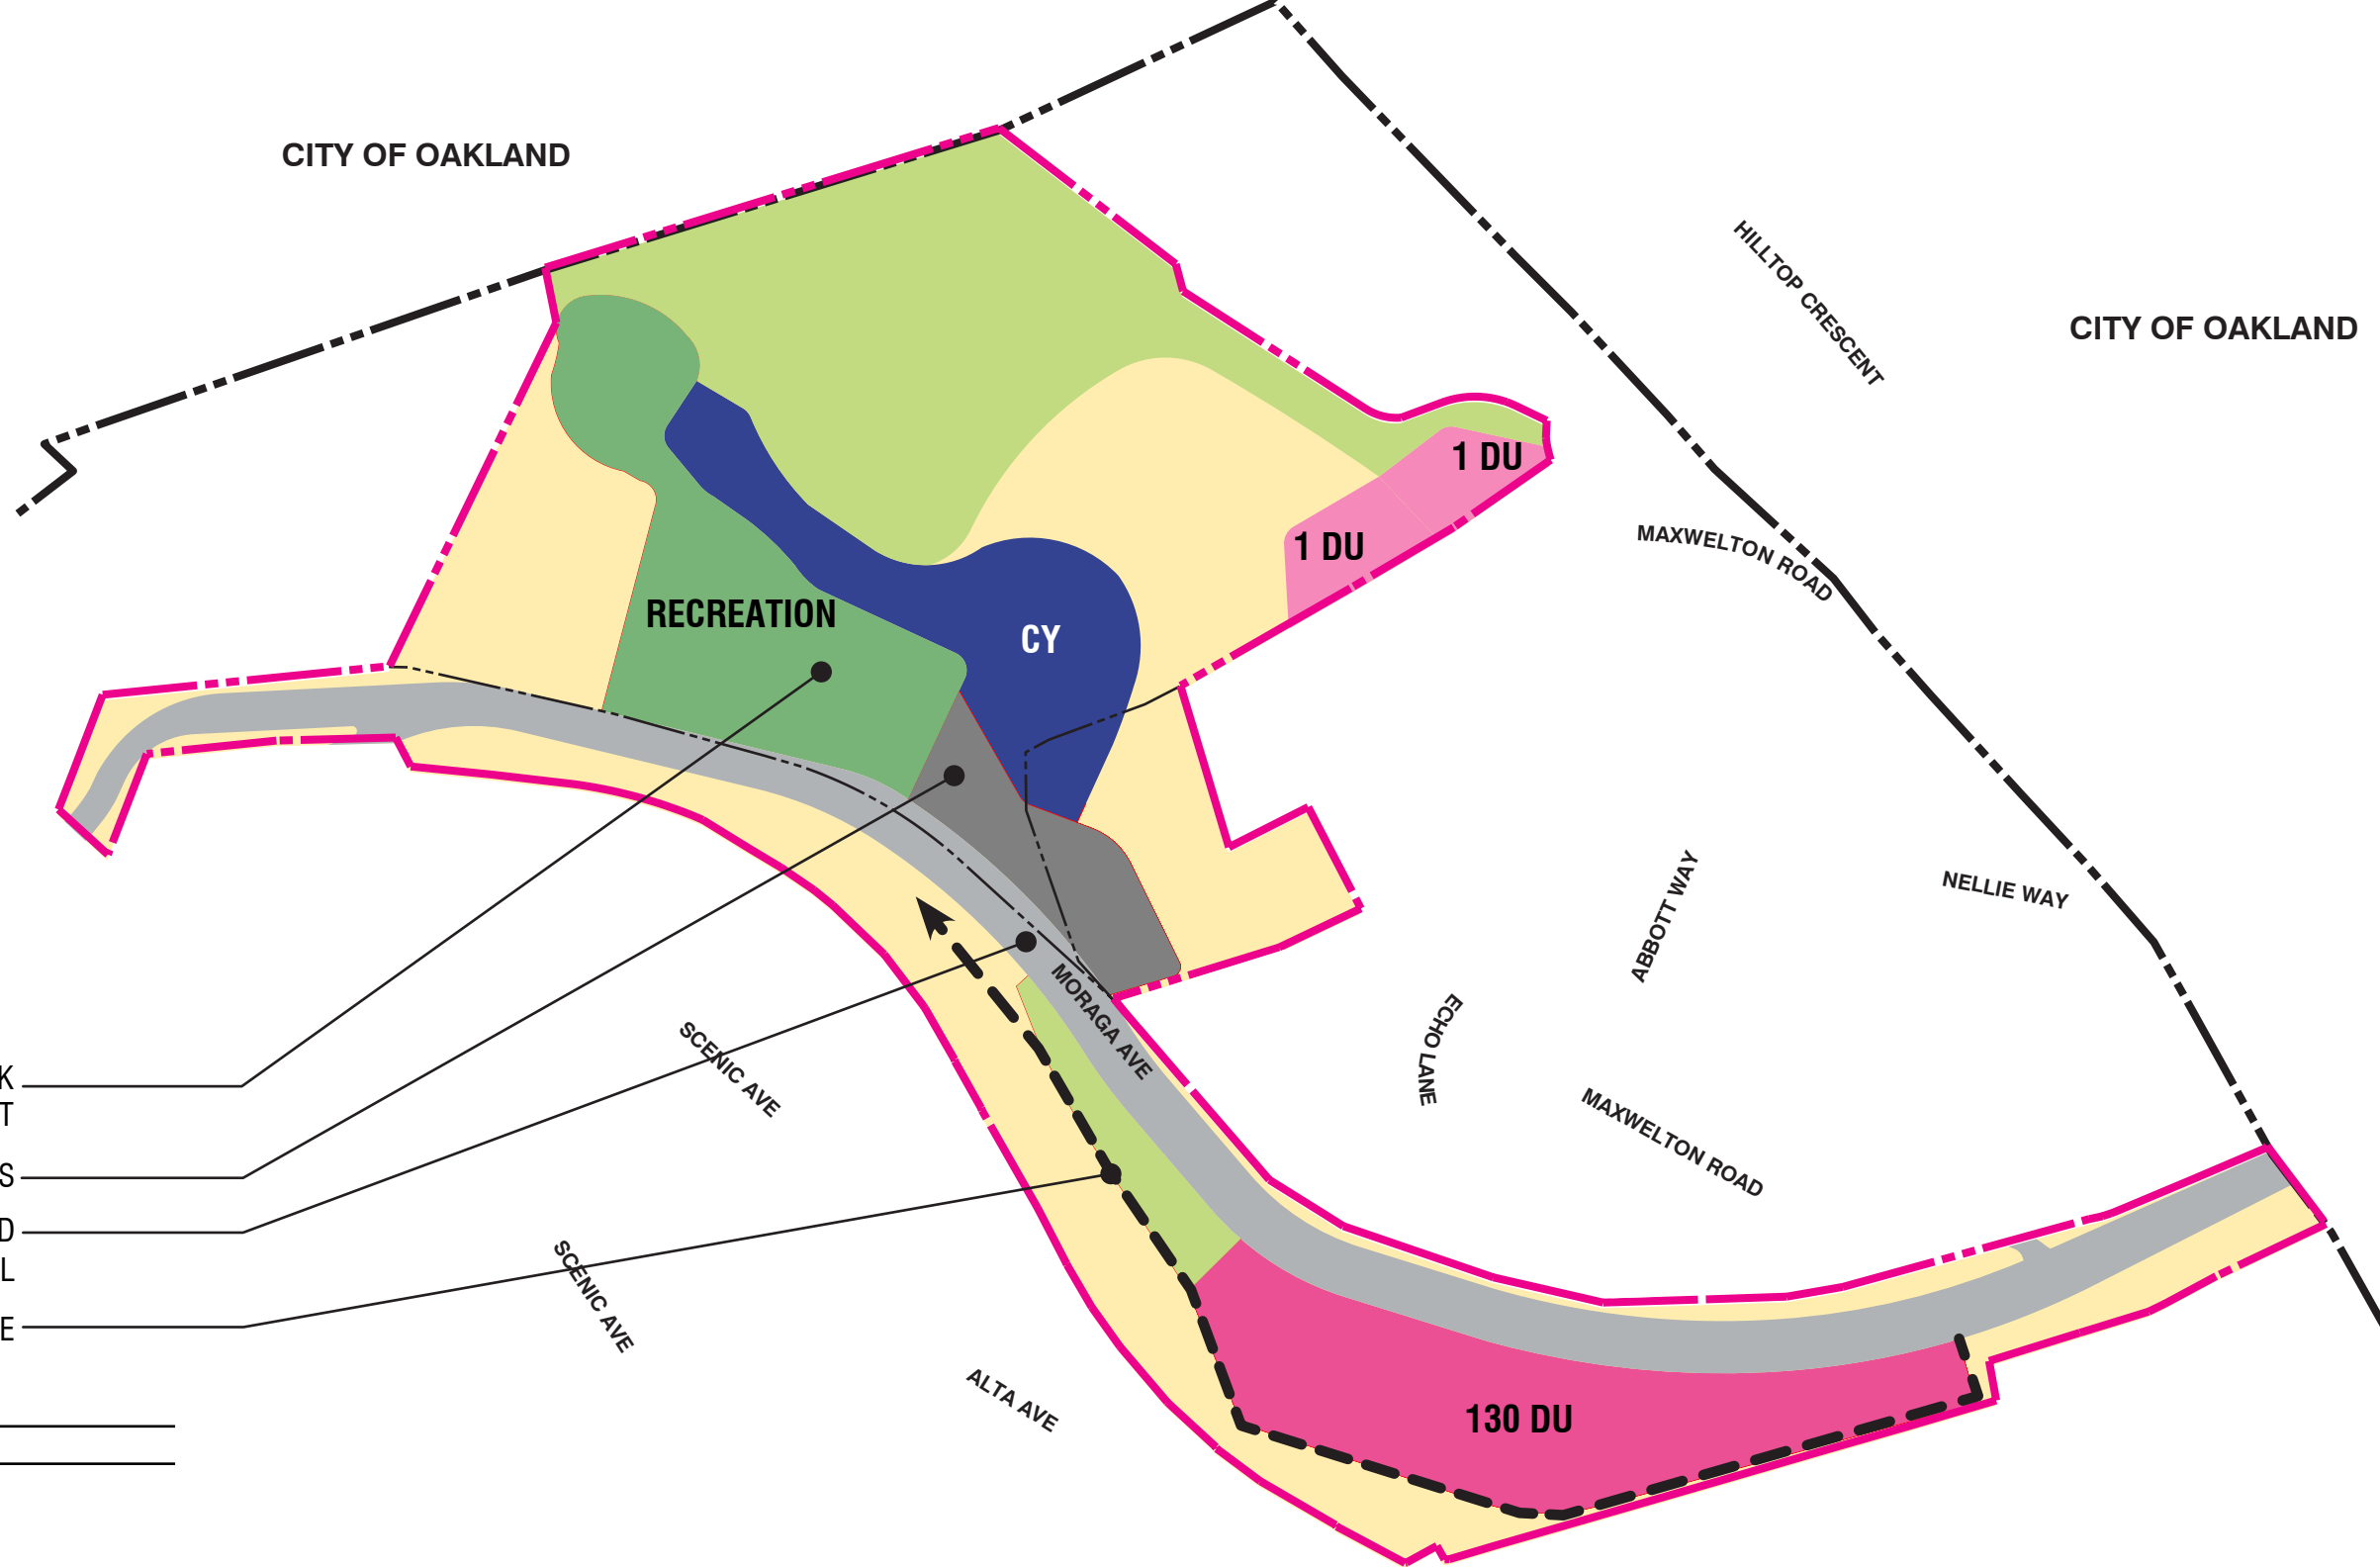 CITY OF OAKLAND
HILLTOP CRESCENT
CITY OF OAKLAND
1 DU
1 DU
MAXWELTON ROAD
RECREATION
CY
ABBOTT WAY
NELLIE WAY
MORAGA AVE
ECHO LANE
SCENIC AVE
K
T
MAXWELTON ROAD
S
D
SCENIC AVE
L
E
ALTA AVE
130 DU